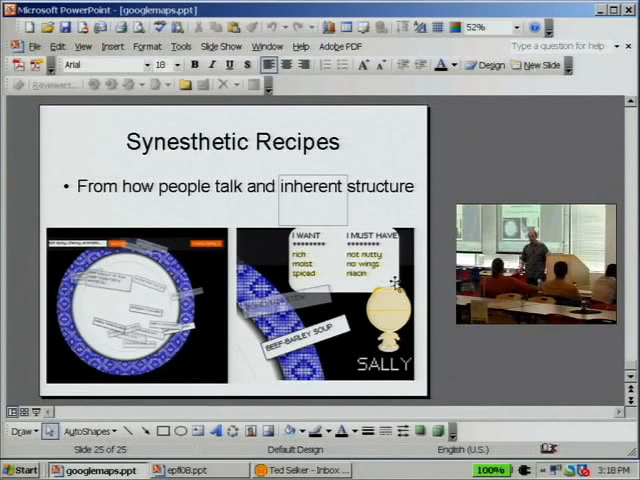 Microsoft PowerPoint - [googlemaps.ppt]
52%
File Edit View Insert Format Tools Slide Show Window Help Adobe PDF
Type a question for help
Arial 18 B I U S A A A Design New Slide
Synesthetic Recipes
• From how people talk and inherent structure
I WANT I MUST HAVE
******** ********
rich not nutty
moist no wings
spiced niacin
BEEF-BARLEY SOUP
SALLY
Draw AutoShapes
Slide 25 of 25 Default Design English (U.S.)
Start googlemaps.ppt epfl08.ppt Ted Selker - Inbox ... 100% 3:18 PM